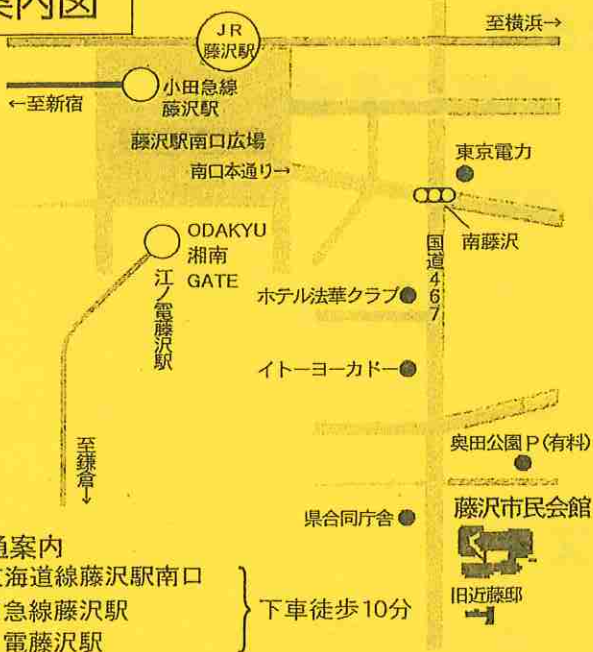 案内図
至横浜→
JR
藤沢駅
←至新宿
小田急線
藤沢駅
藤沢駅南口広場
南口本通り→
東京電力
南藤沢
国道467
ODAKYU
湘南
GATE
江ノ電藤沢駅
ホテル法華クラブ
イトーヨーカドー
至鎌倉↓
奥田公園P(有料)
県合同庁舎
藤沢市民会館
旧近藤邸
通案内
海道線藤沢駅南口
急線藤沢駅
電藤沢駅
下車徒歩10分